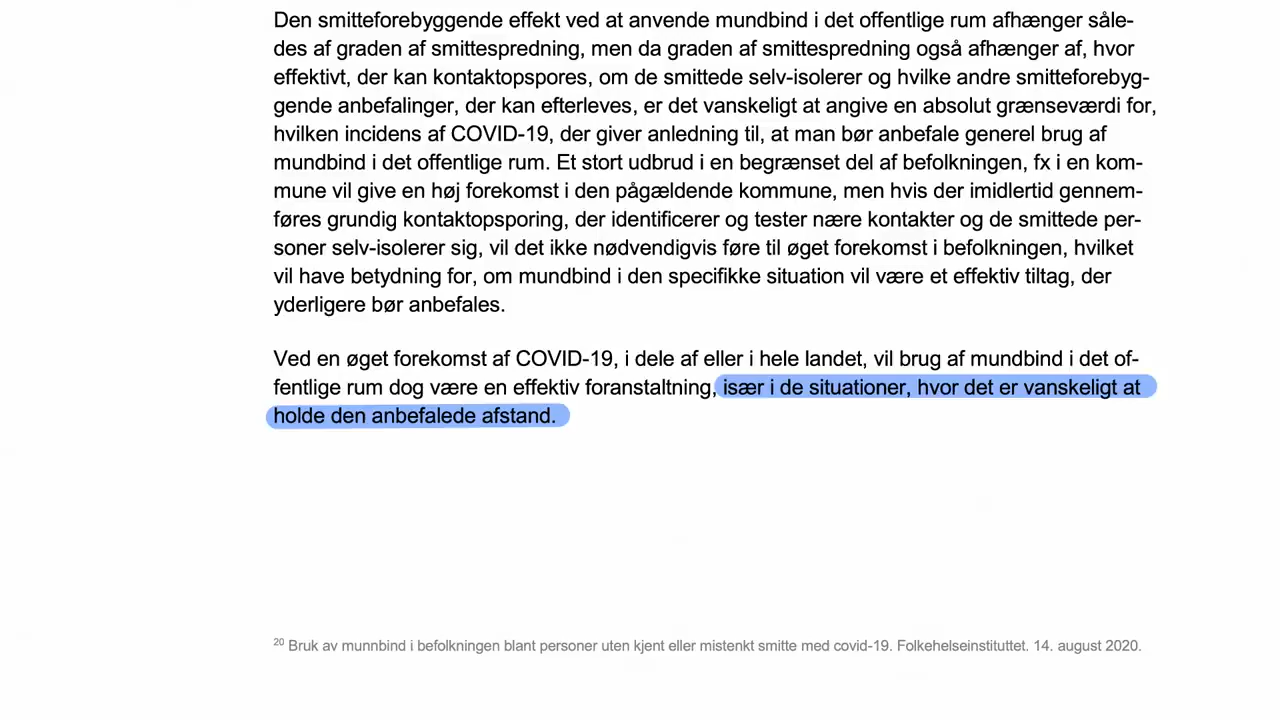 Den smitteforebyggende effekt ved at anvende mundbind i det offentlige rum afhænger såle-
des af graden af smittespredning, men da graden af smittespredning også afhænger af, hvor
effektivt, der kan kontaktopspores, om de smittede selv-isolerer og hvilke andre smitteforebyg-
gende anbefalinger, der kan efterleves, er det vanskeligt at angive en absolut grænseværdi for,
hvilken incidens af COVID-19, der giver anledning til, at man bør anbefale generel brug af
mundbind i det offentlige rum. Et stort udbrud i en begrænset del af befolkningen, fx i en kom-
mune vil give en høj forekomst i den pågældende kommune, men hvis der imidlertid gennem-
føres grundig kontaktopsporing, der identificerer og tester nære kontakter og de smittede per-
soner selv-isolerer sig, vil det ikke nødvendigvis føre til øget forekomst i befolkningen, hvilket
vil have betydning for, om mundbind i den specifikke situation vil være et effektiv tiltag, der
yderligere bør anbefales.
Ved en øget forekomst af COVID-19, i dele af eller i hele landet, vil brug af mundbind i det of-
fentlige rum dog være en effektiv foranstaltning, især i de situationer, hvor det er vanskeligt at
holde den anbefalede afstand.
20 Bruk av munnbind i befolkningen blant personer uten kjent eller mistenkt smitte med covid-19. Folkehelseinstituttet. 14. august 2020.